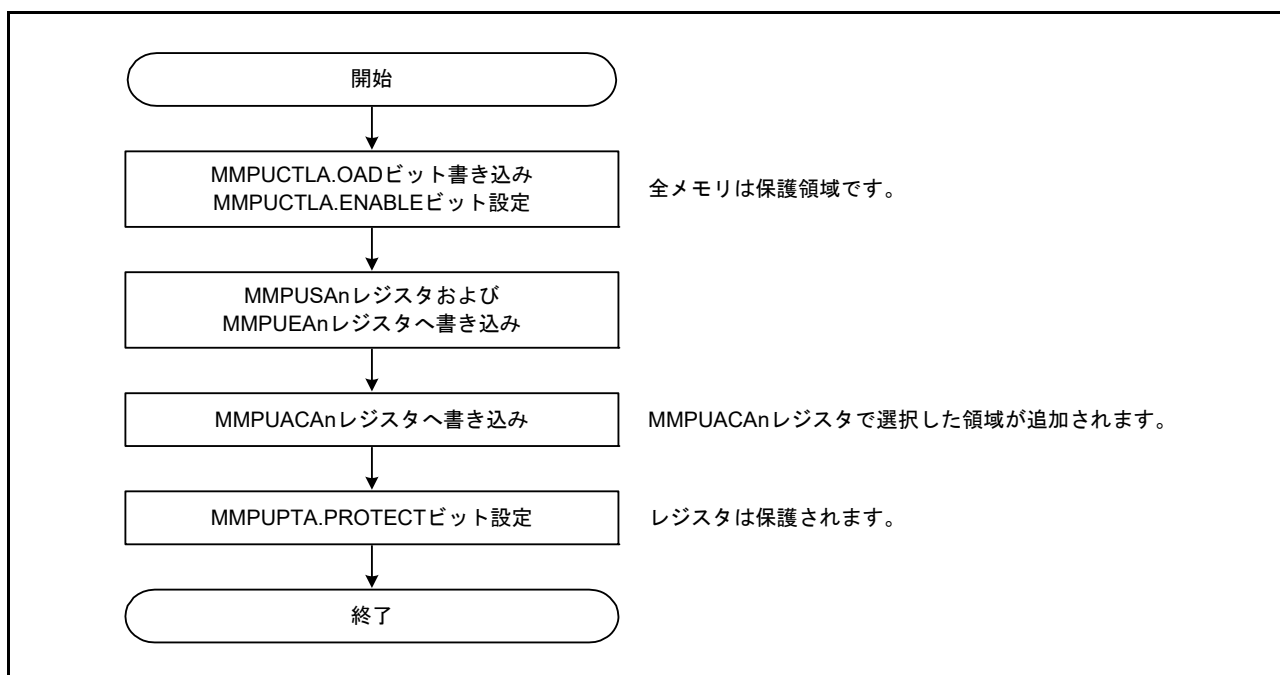 開始
MMPUCTLA.OADビット書き込み
MMPUCTLA.ENABLEビット設定
全メモリは保護領域です。
MMPUSAnレジスタおよび
MMPUEAnレジスタへ書き込み
MMPUACAnレジスタへ書き込み
MMPUACAnレジスタで選択した領域が追加されます。
MMPUPTA.PROTECTビット設定
レジスタは保護されます。
終了